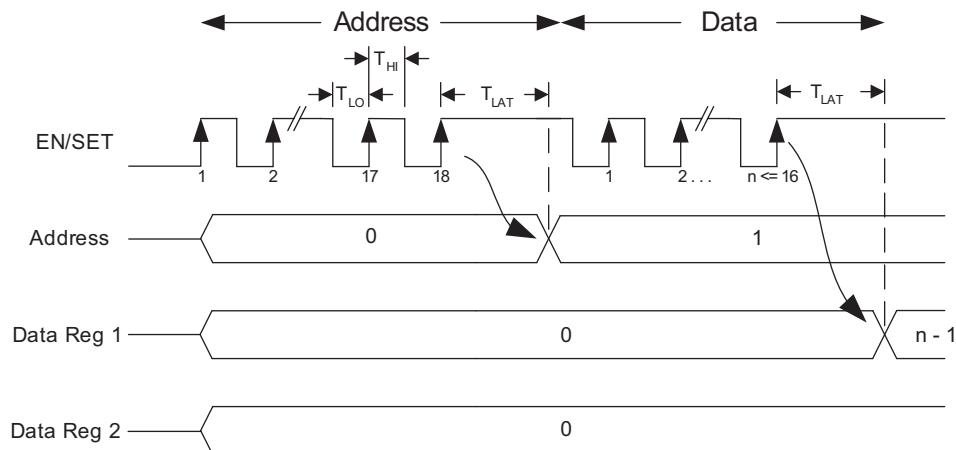 Address Data
T_HI
T_LO T_LAT T_LAT
EN/SET
1 2 17 18 1 2 . . . n <= 16
Address 0 1
Data Reg 1 0 n - 1
Data Reg 2 0